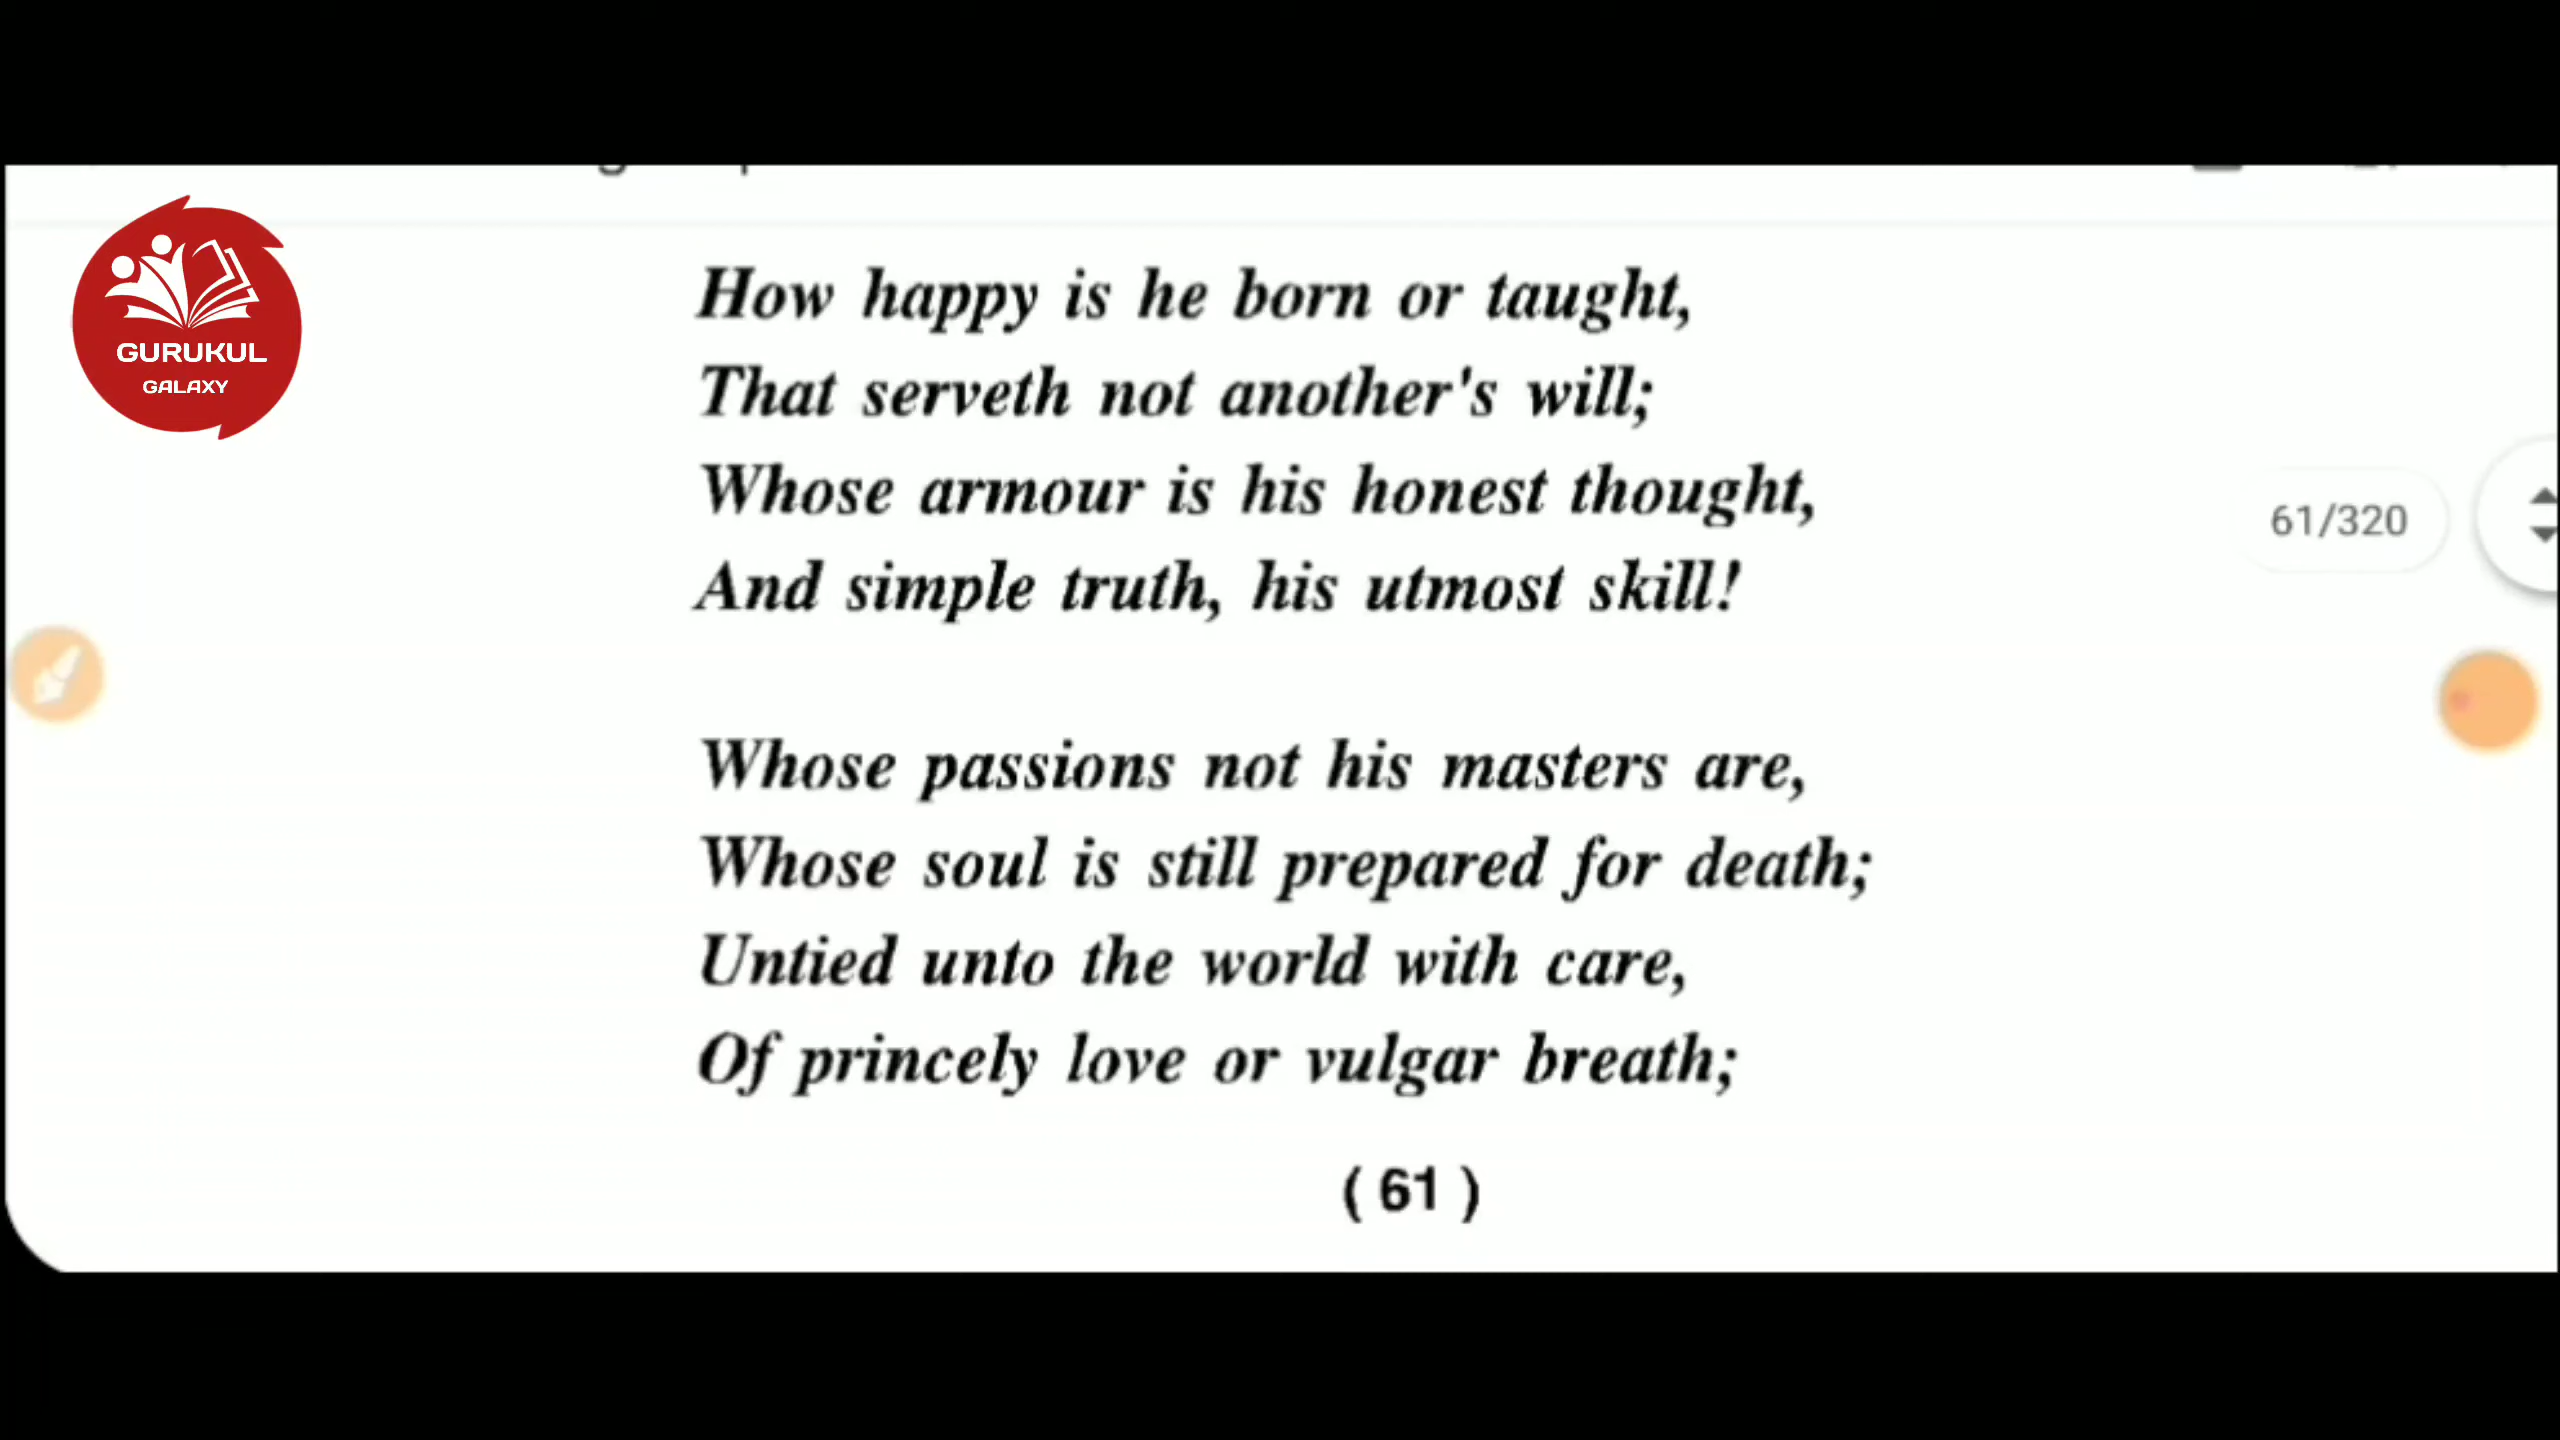 GURUKUL
GALAXY
How happy is he born or taught,
That serveth not another's will;
Whose armour is his honest thought,
And simple truth, his utmost skill!
61/320
Whose passions not his masters are,
Whose soul is still prepared for death;
Untied unto the world with care,
Of princely love or vulgar breath;
( 61 )